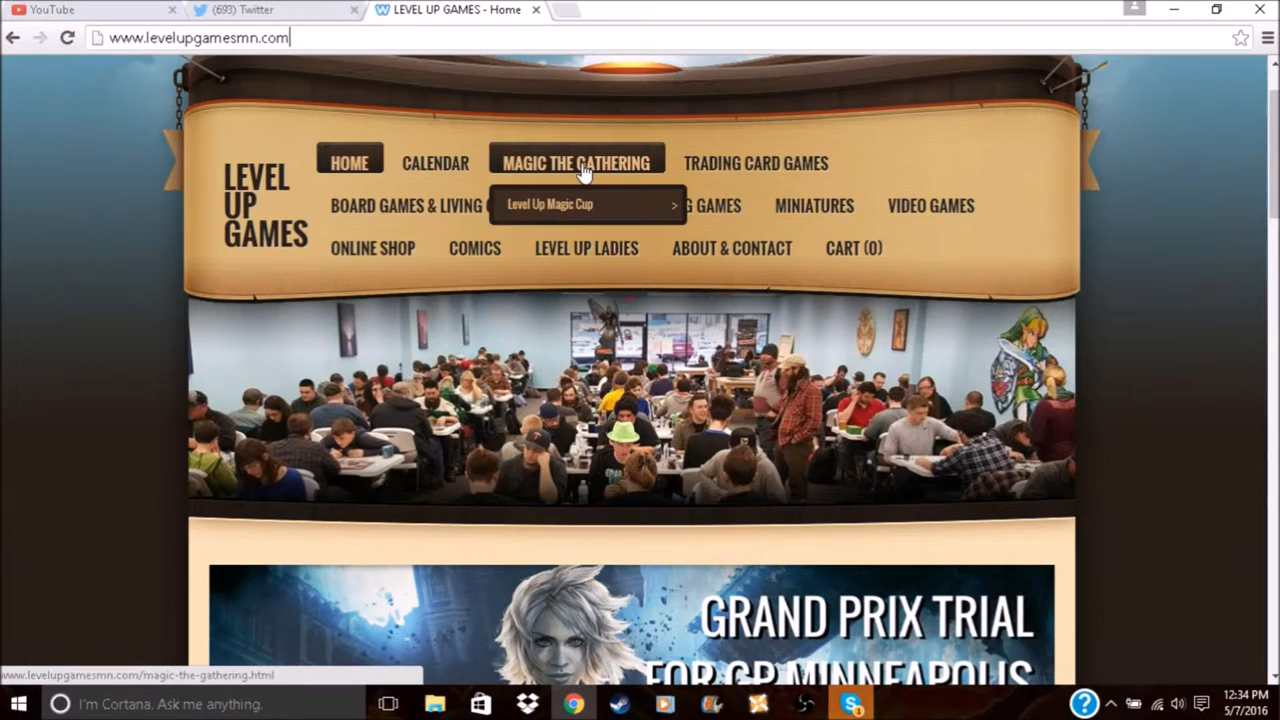 YouTube
(693) Twitter
LEVEL UP GAMES - Home
www.levelupgamesmn.com
LEVEL
UP
GAMES
HOME
CALENDAR
MAGIC THE GATHERING
TRADING CARD GAMES
BOARD GAMES & LIVING
Level Up Magic Cup >
GAMES
MINIATURES
VIDEO GAMES
ONLINE SHOP
COMICS
LEVEL UP LADIES
ABOUT & CONTACT
CART (0)
GRAND PRIX TRIAL
FOR GP MINNEAPOLIS
www.levelupgamesmn.com/magic-the-gathering.html
I'm Cortana. Ask me anything.
12:34 PM
5/7/2016